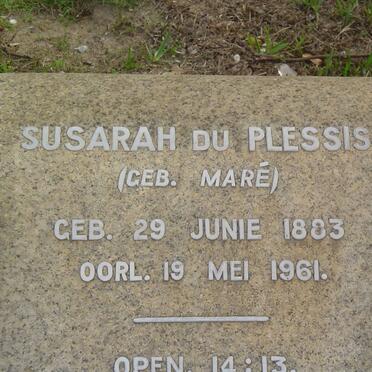 SUSARAH DU PLESSIS
(GEB. MARÉ)
GEB. 29 JUNIE 1883
OORL. 19 MEI 1961.
OPEN. 14:13.